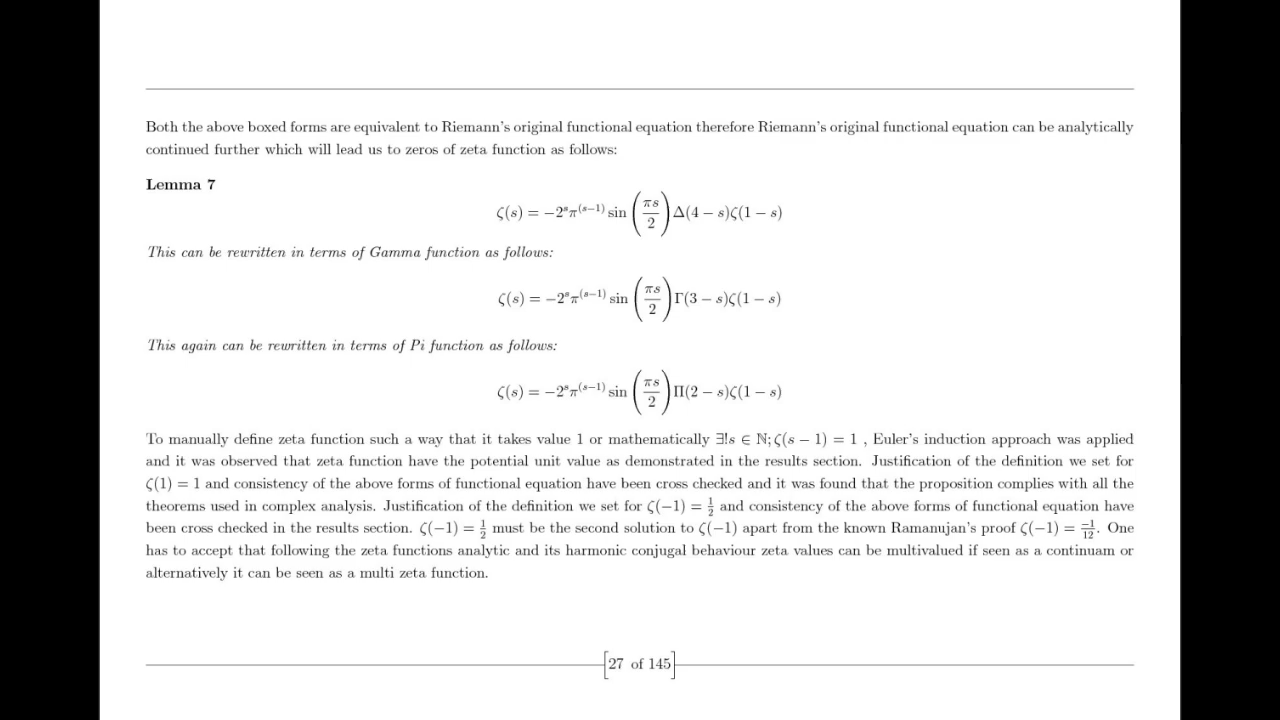 Both the above boxed forms are equivalent to Riemann's original functional equation therefore Riemann's original functional equation can be analytically
continued further which will lead us to zeros of zeta function as follows:
Lemma 7
ζ(s) = −2^s π^(s−1) sin(πs/2)Δ(4 − s)ζ(1 − s)
This can be rewritten in terms of Gamma function as follows:
ζ(s) = −2^s π^(s−1) sin(πs/2)Γ(3 − s)ζ(1 − s)
This again can be rewritten in terms of Pi function as follows:
ζ(s) = −2^s π^(s−1) sin(πs/2)Π(2 − s)ζ(1 − s)
To manually define zeta function such a way that it takes value 1 or mathematically ∃!s ∈ ℕ; ζ(s − 1) = 1 , Euler's induction approach was applied
and it was observed that zeta function have the potential unit value as demonstrated in the results section. Justification of the definition we set for
ζ(1) = 1 and consistency of the above forms of functional equation have been cross checked and it was found that the proposition complies with all the
theorems used in complex analysis. Justification of the definition we set for ζ(−1) = 1/2 and consistency of the above forms of functional equation have
been cross checked in the results section. ζ(−1) = 1/2 must be the second solution to ζ(−1) apart from the known Ramanujan's proof ζ(−1) = −1/12. One
has to accept that following the zeta functions analytic and its harmonic conjugal behaviour zeta values can be multivalued if seen as a continuam or
alternatively it can be seen as a multi zeta function.
[27 of 145]